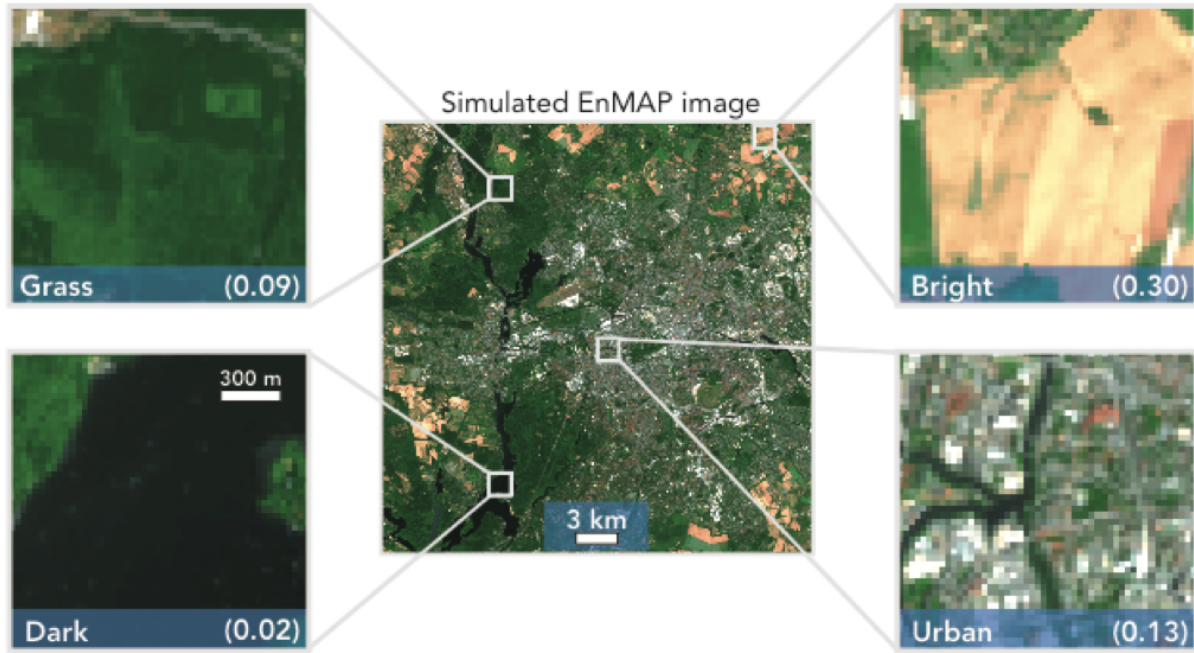 Simulated EnMAP image
Grass (0.09)
Bright (0.30)
300 m
3 km
Dark (0.02)
Urban (0.13)